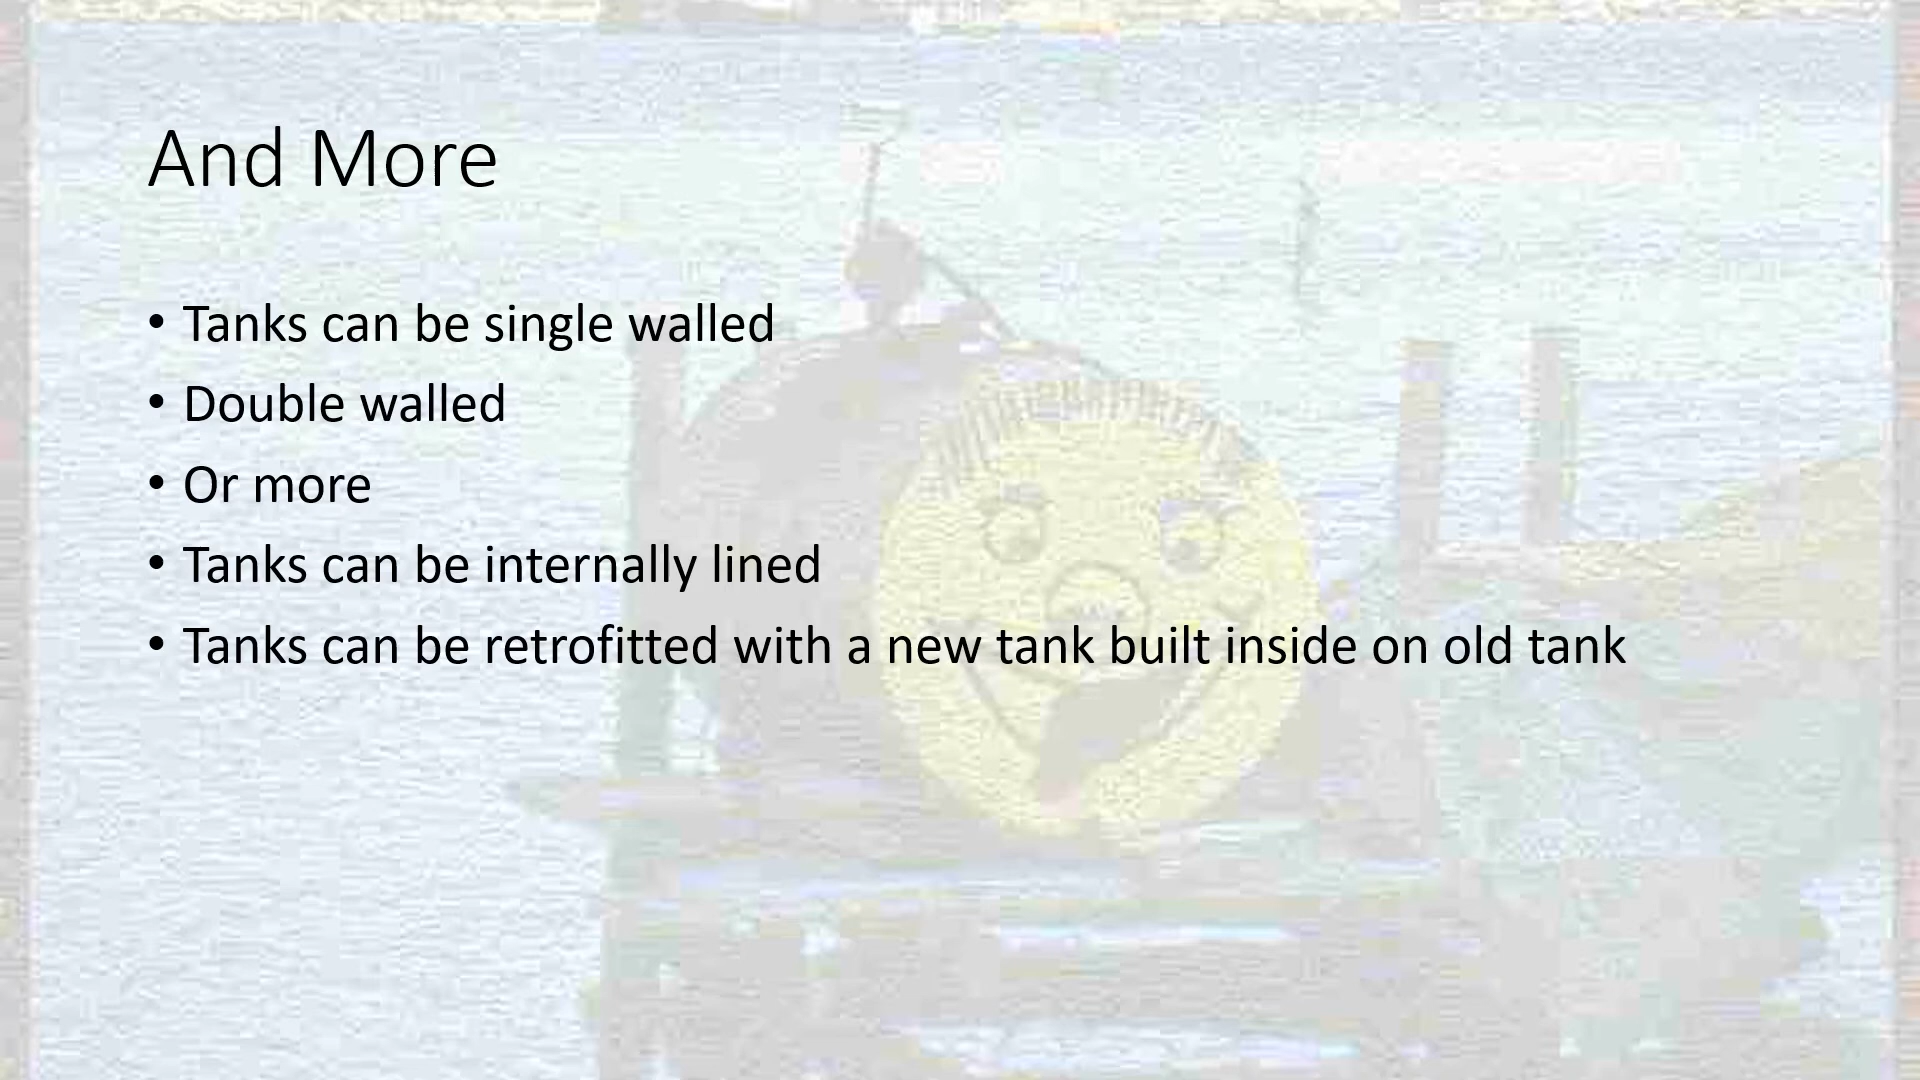 And More
• Tanks can be single walled
• Double walled
• Or more
• Tanks can be internally lined
• Tanks can be retrofitted with a new tank built inside on old tank